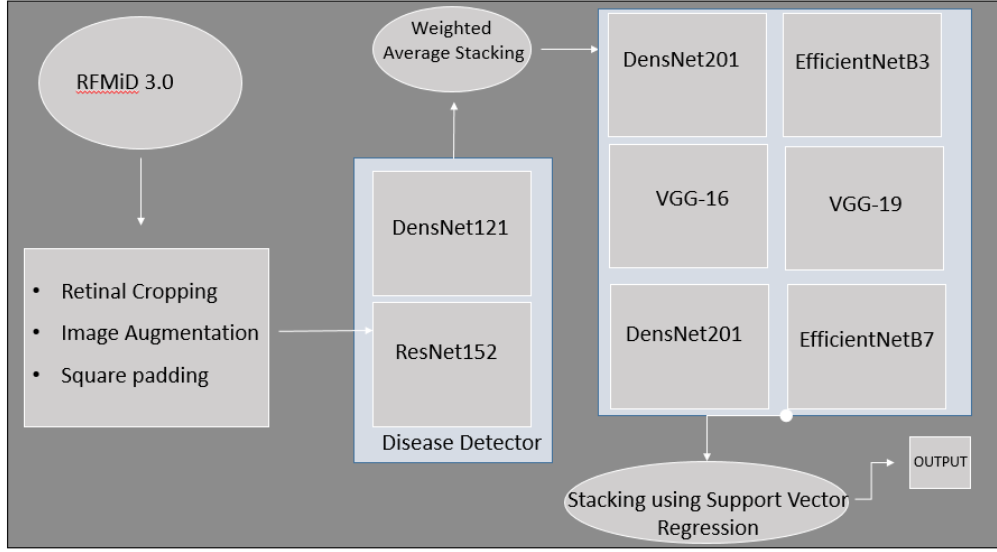 RFMiD 3.0
• Retinal Cropping
• Image Augmentation
• Square padding
DensNet121
ResNet152
Disease Detector
Weighted
Average Stacking
DensNet201
EfficientNetB3
VGG-16
VGG-19
DensNet201
EfficientNetB7
Stacking using Support Vector
Regression
OUTPUT